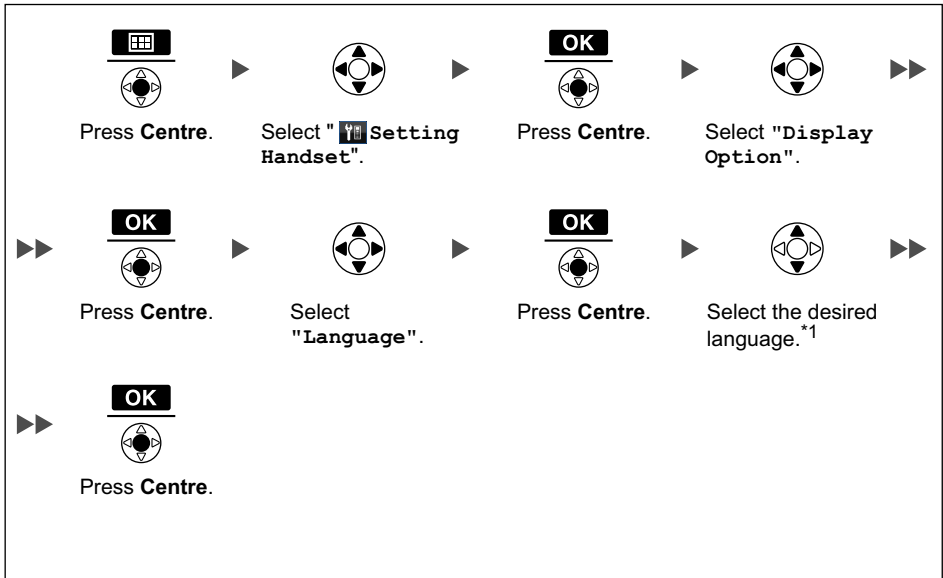 Press Centre.
Select " Setting
Handset".
OK
Press Centre.
Select "Display
Option".
OK
Press Centre.
Select
"Language".
OK
Press Centre.
Select the desired
language.*1
OK
Press Centre.